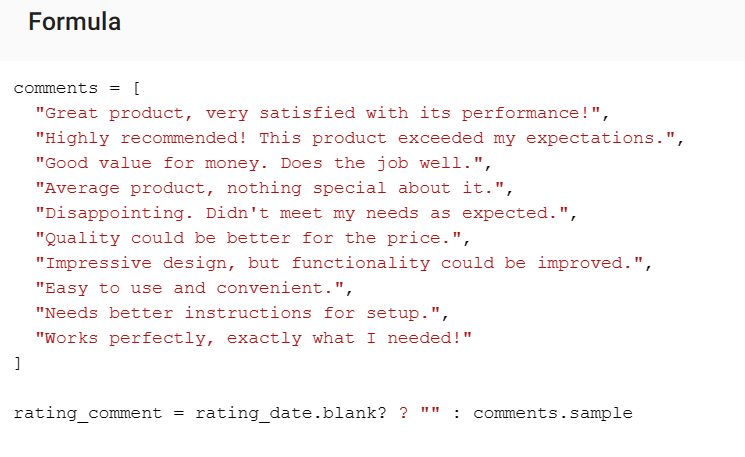 Formula
comments = [
  "Great product, very satisfied with its performance!",
  "Highly recommended! This product exceeded my expectations.",
  "Good value for money. Does the job well.",
  "Average product, nothing special about it.",
  "Disappointing. Didn't meet my needs as expected.",
  "Quality could be better for the price.",
  "Impressive design, but functionality could be improved.",
  "Easy to use and convenient.",
  "Needs better instructions for setup.",
  "Works perfectly, exactly what I needed!"
]
rating_comment = rating_date.blank? ? "" : comments.sample